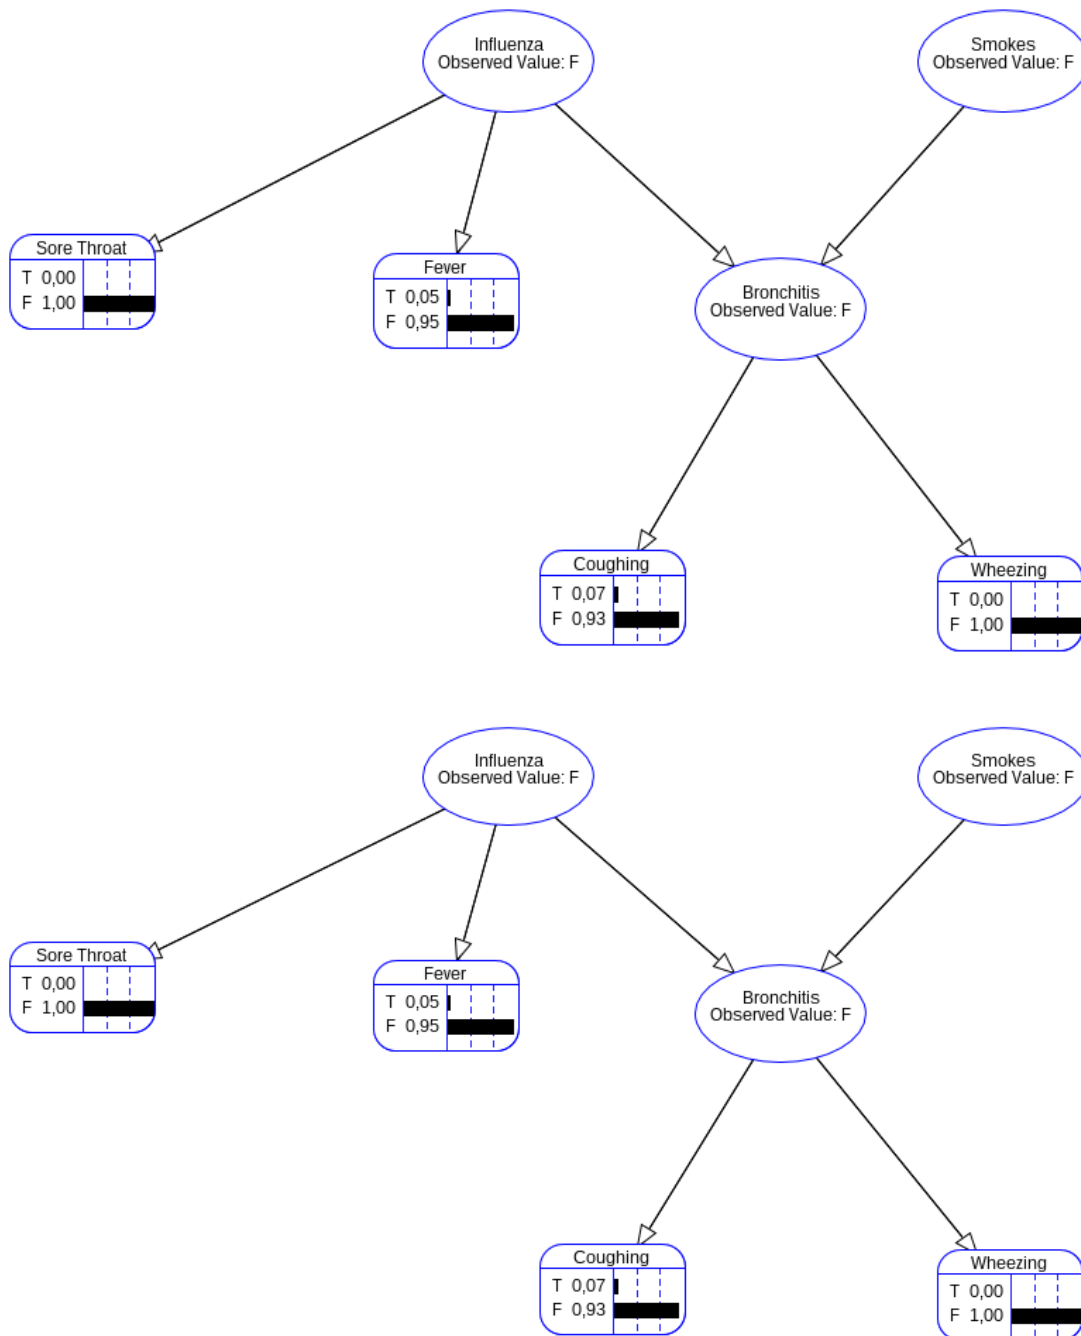 Influenza
Observed Value: F
Smokes
Observed Value: F
Sore Throat
T 0,00
F 1,00
Fever
T 0,05
F 0,95
Bronchitis
Observed Value: F
Coughing
T 0,07
F 0,93
Wheezing
T 0,00
F 1,00
Influenza
Observed Value: F
Smokes
Observed Value: F
Sore Throat
T 0,00
F 1,00
Fever
T 0,05
F 0,95
Bronchitis
Observed Value: F
Coughing
T 0,07
F 0,93
Wheezing
T 0,00
F 1,00